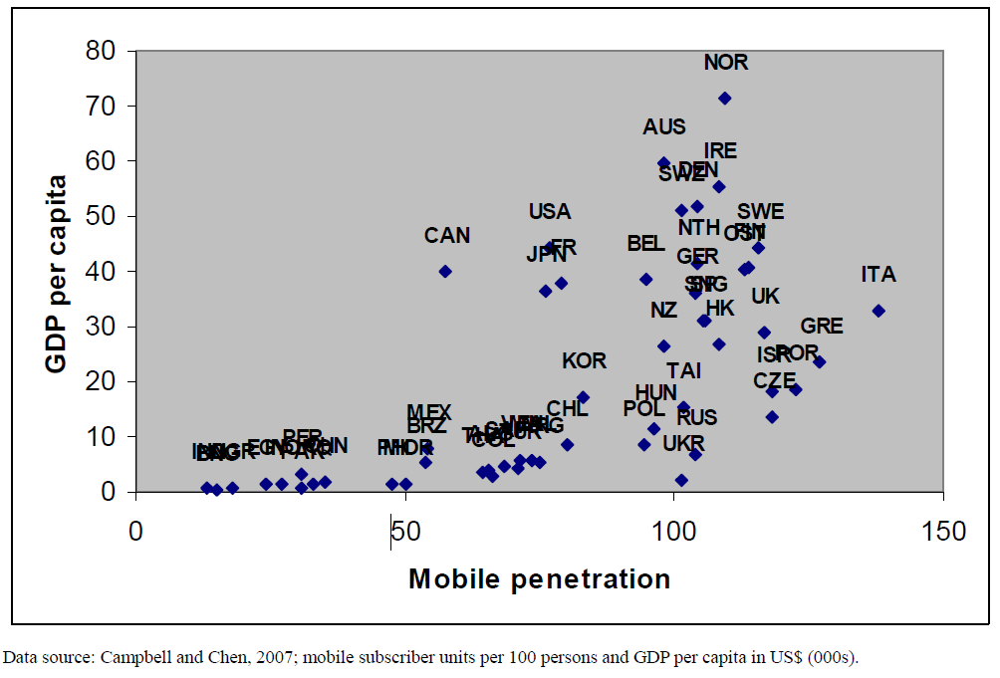 80
NOR
70
AUS
60
IRE
DEN
SWZ
50
USA
SWE
NTH
FIN
OST
CAN
BEL
FR
JPN
GER
40
ITA
SNG
UK
NZ
HK
GRE
30
KOR
TAI
ISR
POR
20
CZE
HUN
MEX
BRZ
CHL
POL
RUS
10
UKR
COL
PER
PAK
MOR
0
0
50
100
150
GDP per capita
Mobile penetration
Data source: Campbell and Chen, 2007; mobile subscriber units per 100 persons and GDP per capita in US$ (000s).